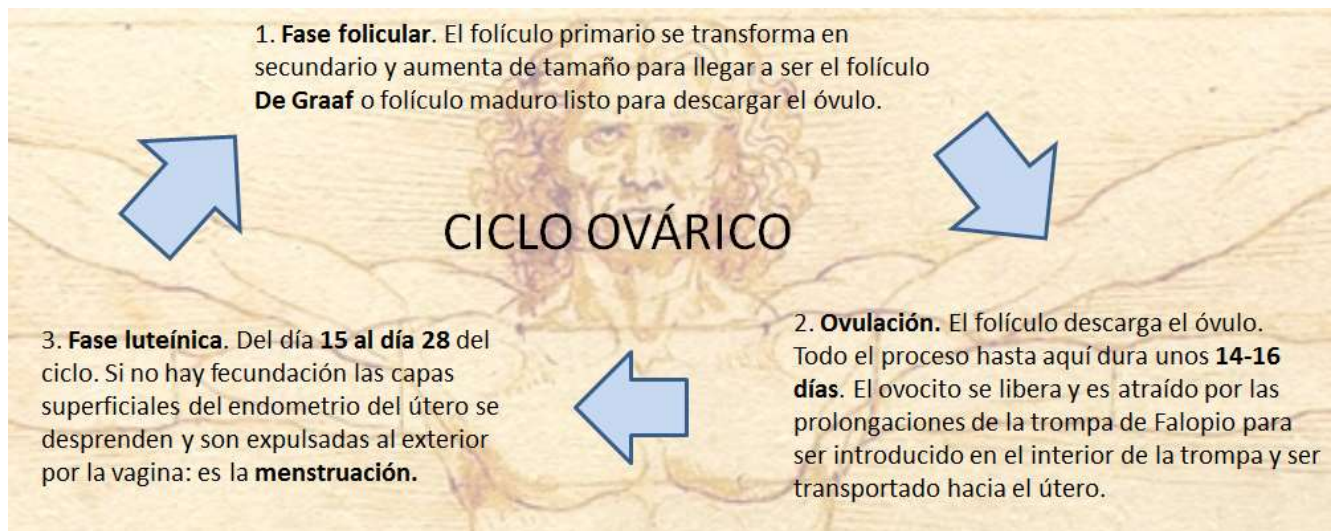 1. Fase folicular. El folículo primario se transforma en
secundario y aumenta de tamaño para llegar a ser el folículo
De Graaf o folículo maduro listo para descargar el óvulo.
CICLO OVÁRICO
2. Ovulación. El folículo descarga el óvulo.
Todo el proceso hasta aquí dura unos 14-16
días. El ovocito se libera y es atraído por las
prolongaciones de la trompa de Falopio para
ser introducido en el interior de la trompa y ser
transportado hacia el útero.
3. Fase luteínica. Del día 15 al día 28 del
ciclo. Si no hay fecundación las capas
superficiales del endometrio del útero se
desprenden y son expulsadas al exterior
por la vagina: es la menstruación.